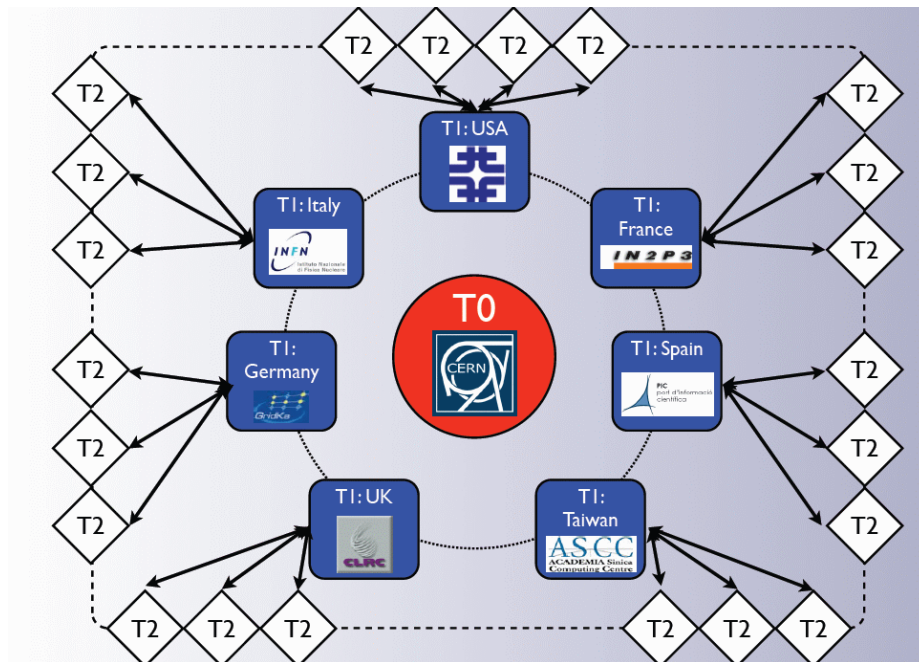 T2 T2 T2 T2
T2
T2
T2
T1: USA
T2
T2
T2
T1: Italy
INFN
Istituto Nazionale
di Fisica Nucleare
T1:
France
IN2P3
T0
CERN
T2
T2
T2
T1:
Germany
GridKa
T1: Spain
PIC
port d'informació
científica
T2
T2
T2
T1: UK
CLRC
T1:
Taiwan
ASCC
ACADEMIA Sinica
Computing Centre
T2 T2 T2
T2 T2 T2